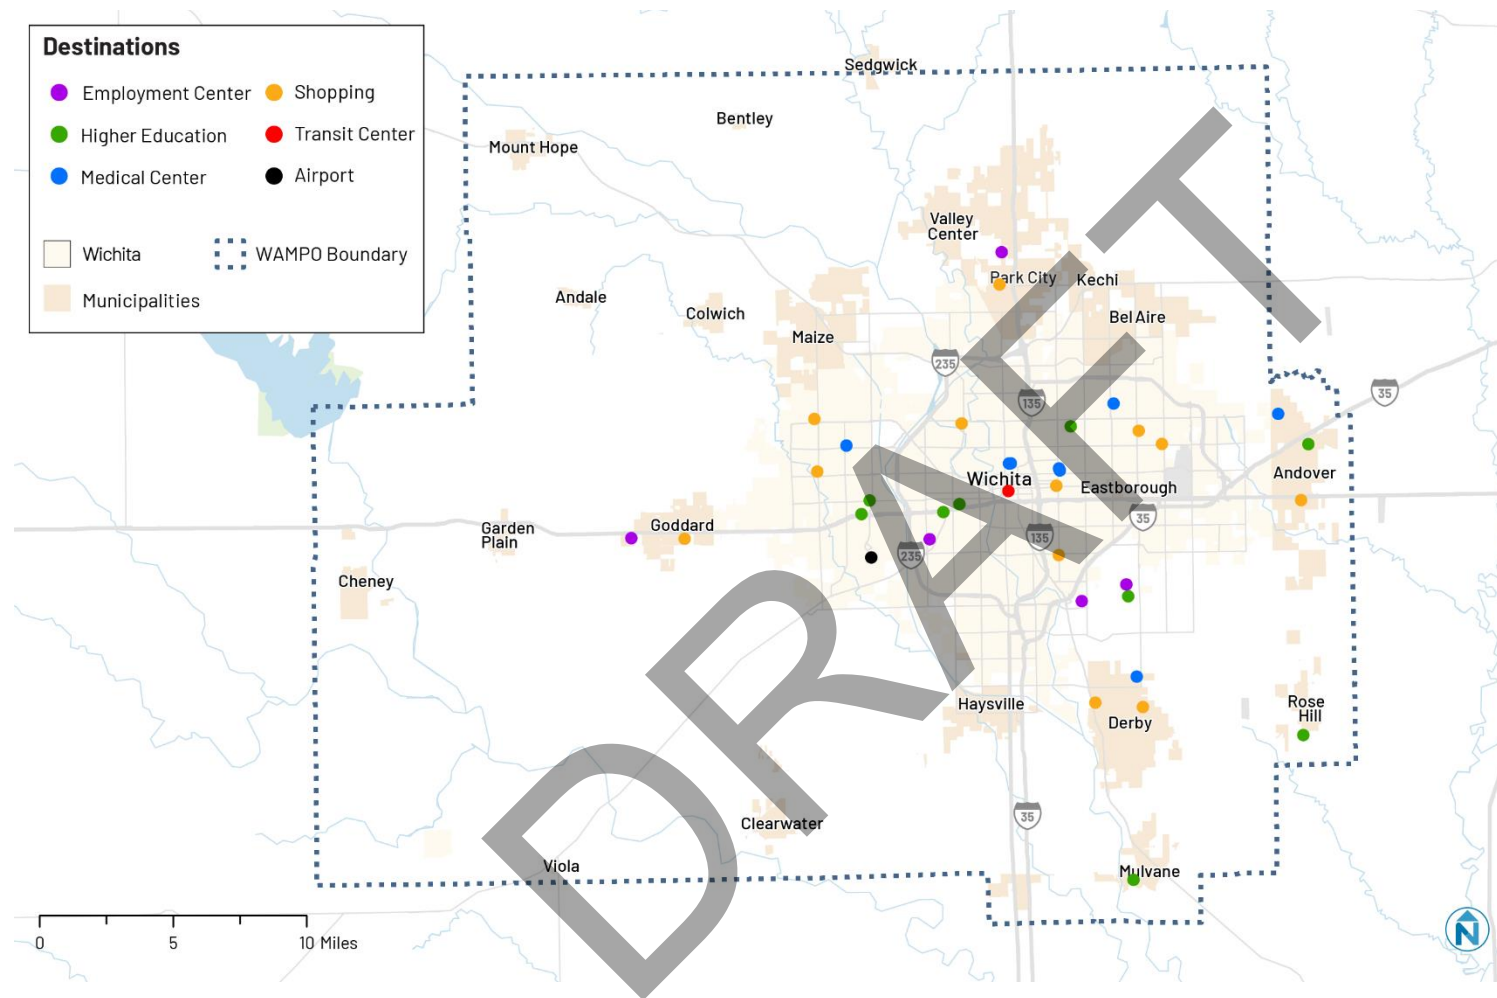 Destinations
Employment Center
Shopping
Higher Education
Transit Center
Medical Center
Airport
Wichita
WAMPO Boundary
Municipalities
Sedgwick
Bentley
Mount Hope
Valley
Center
Park City
Kechi
Andale
Colwich
Bel Aire
Maize
235
135
35
Wichita
Eastborough
Andover
35
Garden
Plain
Goddard
135
235
Cheney
Haysville
Derby
Rose
Hill
35
Clearwater
Viola
Mulvane
0 5 10 Miles
N
DRAFT